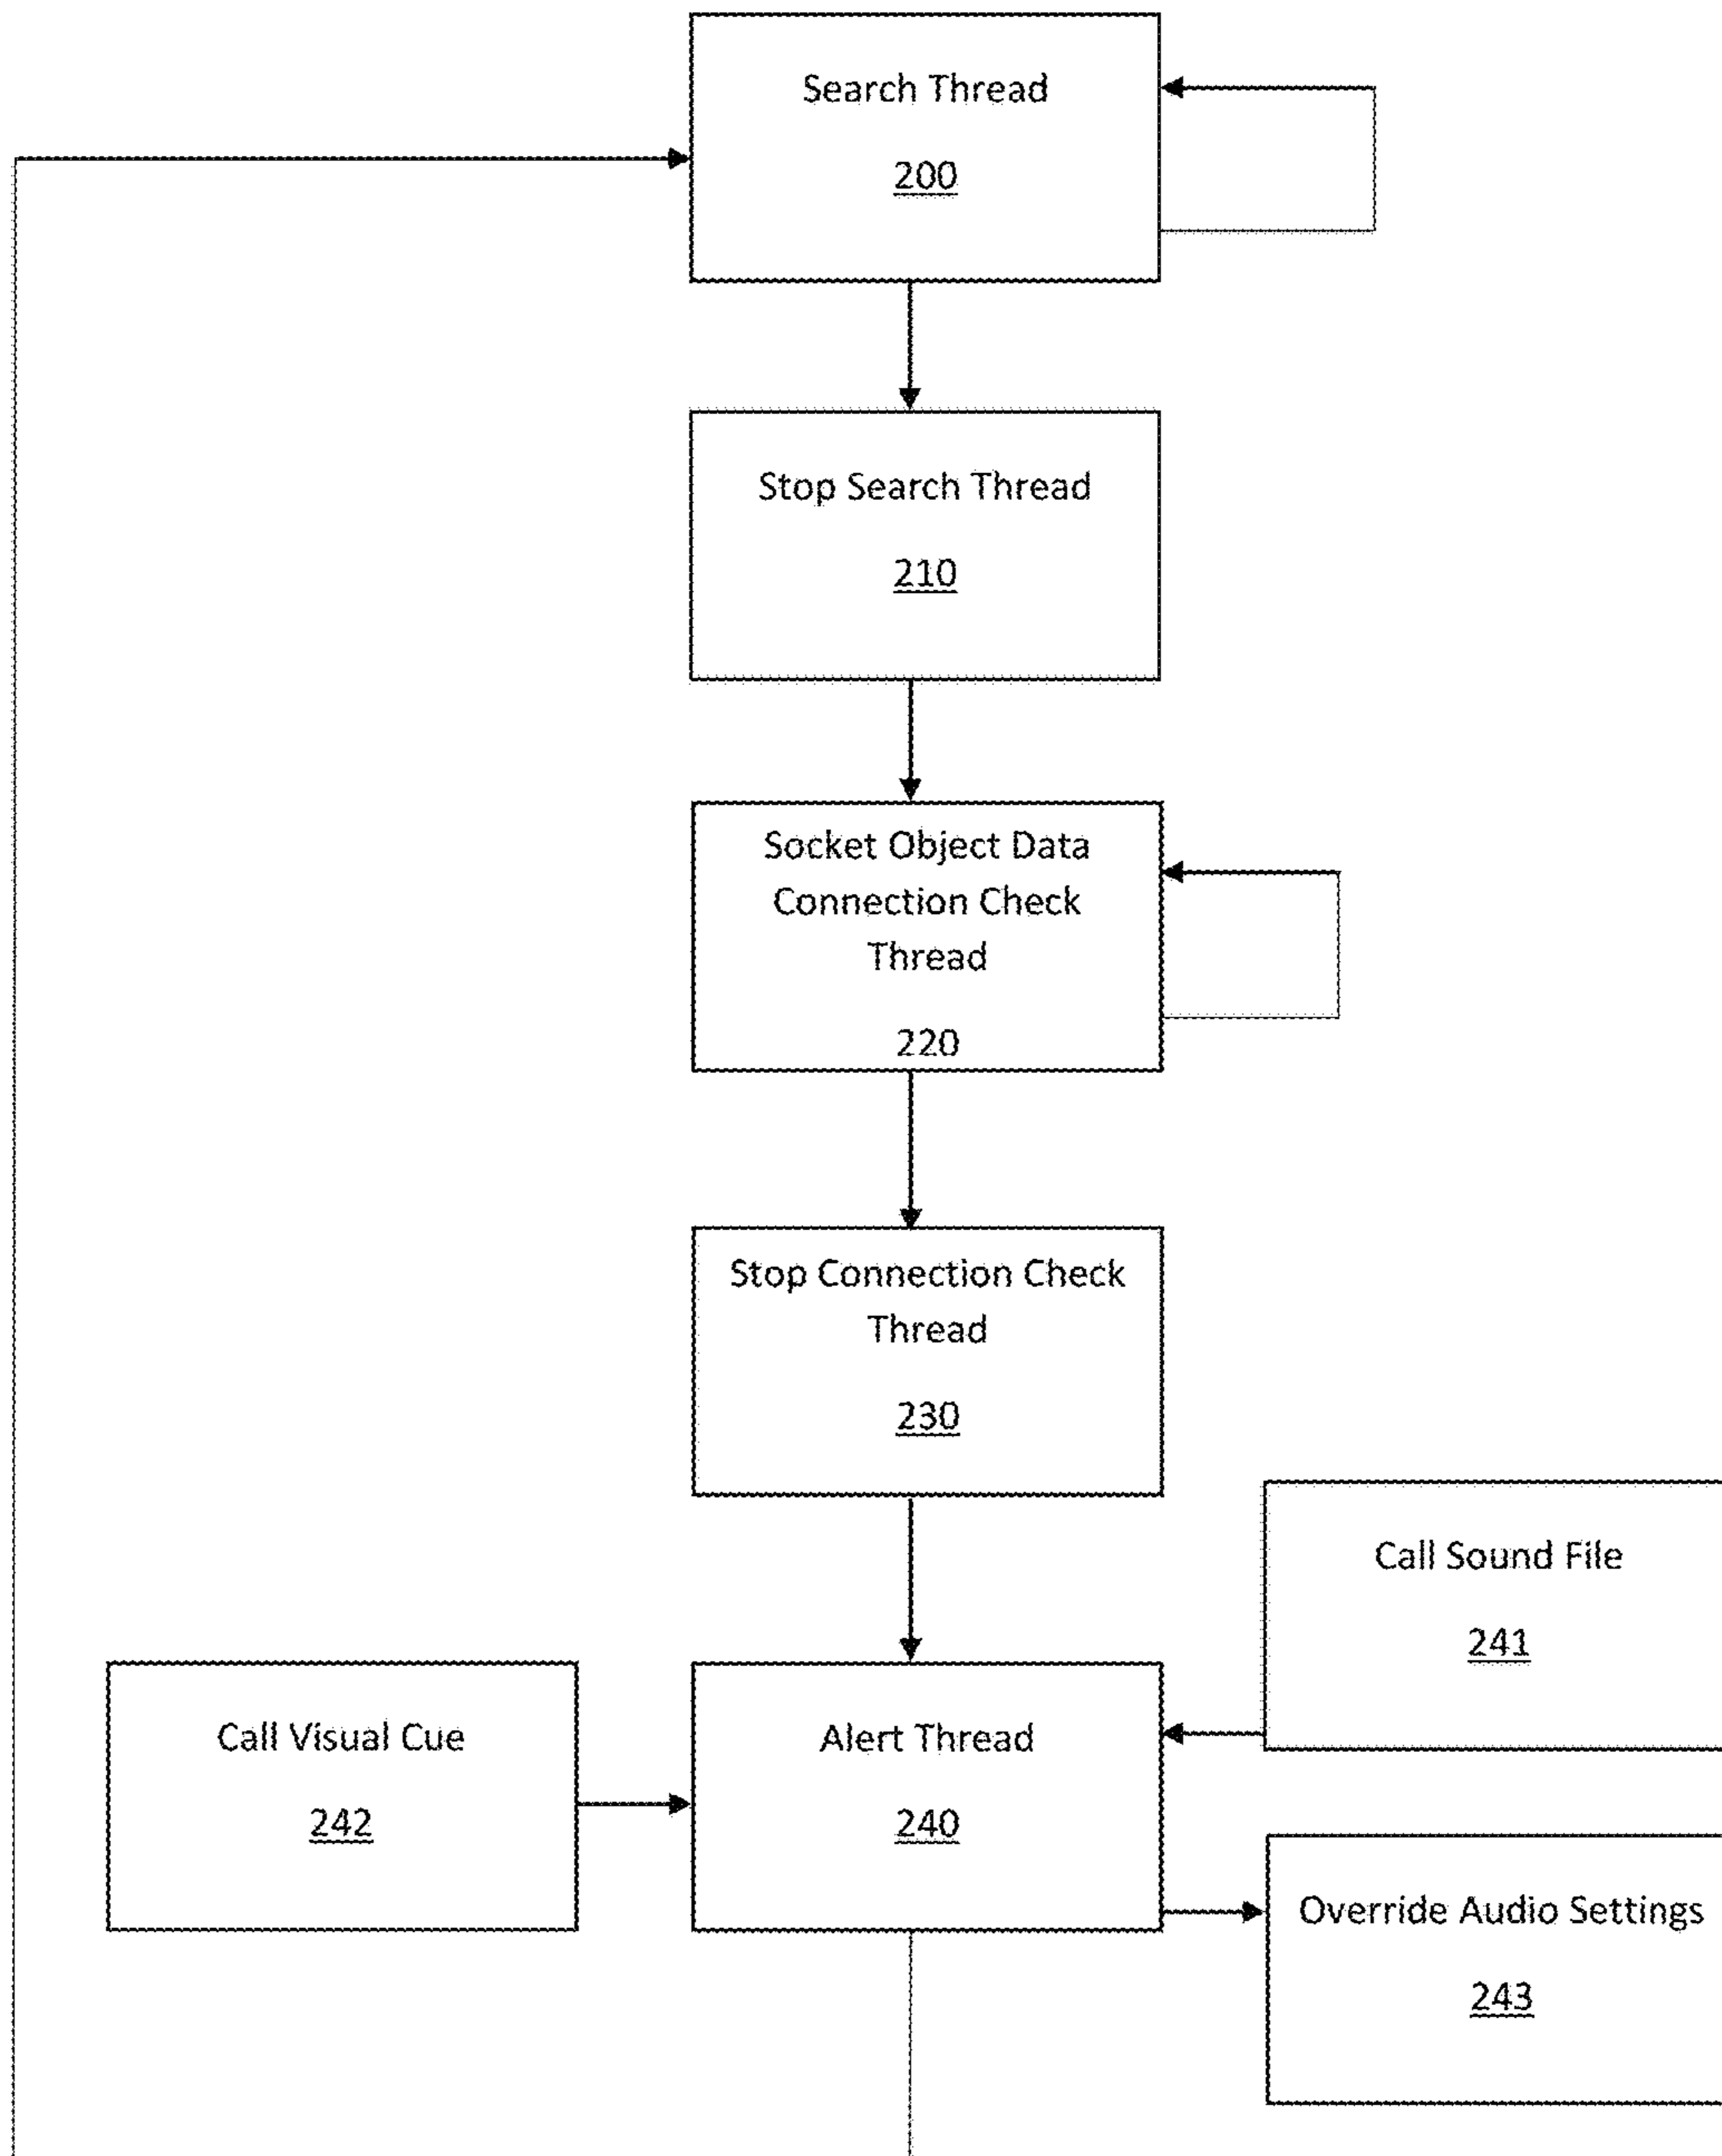 Search Thread
200
Stop Search Thread
210
Socket Object Data
Connection Check
Thread
220
Stop Connection Check
Thread
230
Call Sound File
241
Call Visual Cue
242
Alert Thread
240
Override Audio Settings
243